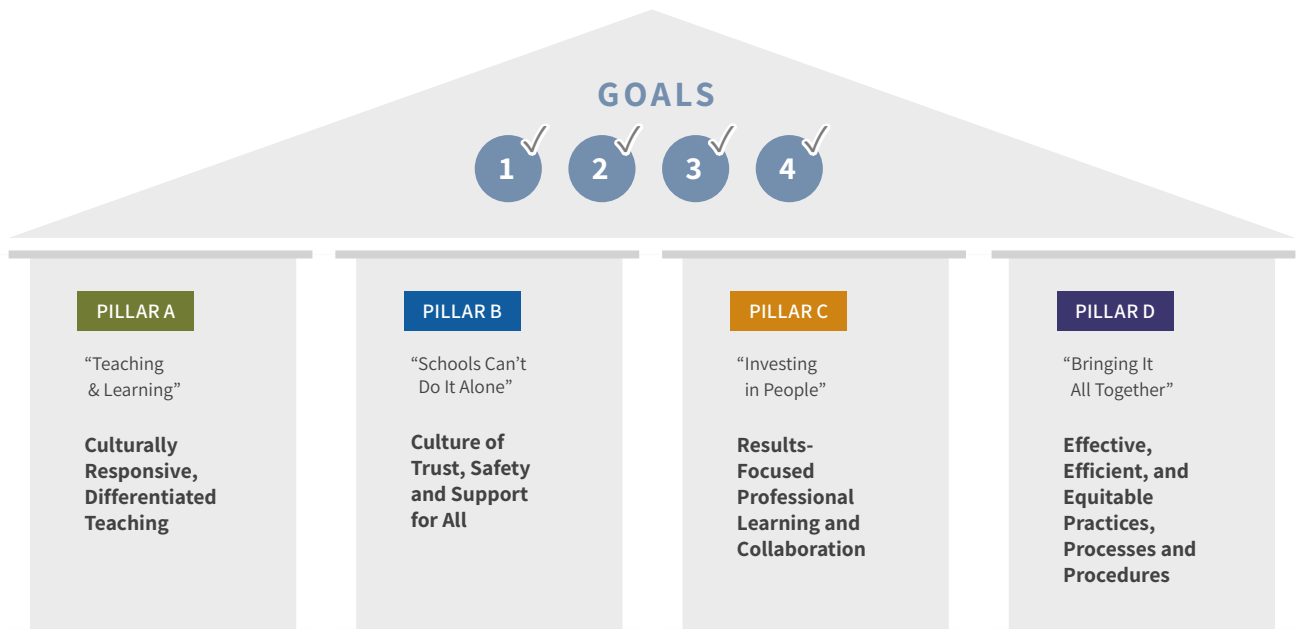 GOALS
1 2 3 4
PILLAR A
“Teaching
& Learning”
Culturally
Responsive,
Differentiated
Teaching
PILLAR B
“Schools Can’t
Do It Alone”
Culture of
Trust, Safety
and Support
for All
PILLAR C
“Investing
in People”
Results-
Focused
Professional
Learning and
Collaboration
PILLAR D
“Bringing It
All Together”
Effective,
Efficient, and
Equitable
Practices,
Processes and
Procedures